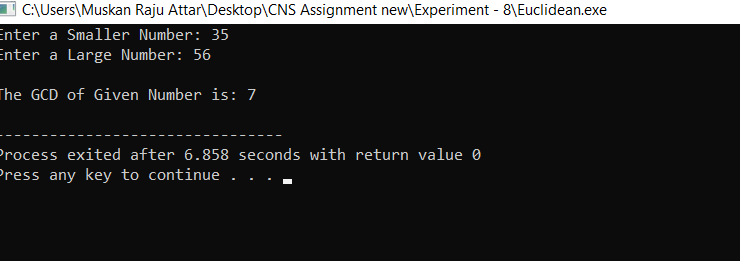 C:\Users\Muskan Raju Attar\Desktop\CNS Assignment new\Experiment - 8\Euclidean.exe
Enter a Smaller Number: 35
Enter a Large Number: 56
The GCD of Given Number is: 7
--------------------------------
Process exited after 6.858 seconds with return value 0
Press any key to continue . . .